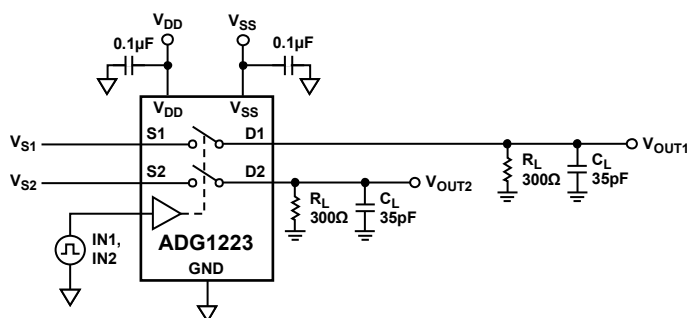 VDD
VSS
0.1µF
0.1µF
VDD
VSS
VS1
S1
D1
VOUT1
VS2
S2
D2
VOUT2
RL
300Ω
CL
35pF
RL
300Ω
CL
35pF
IN1,
IN2
ADG1223
GND